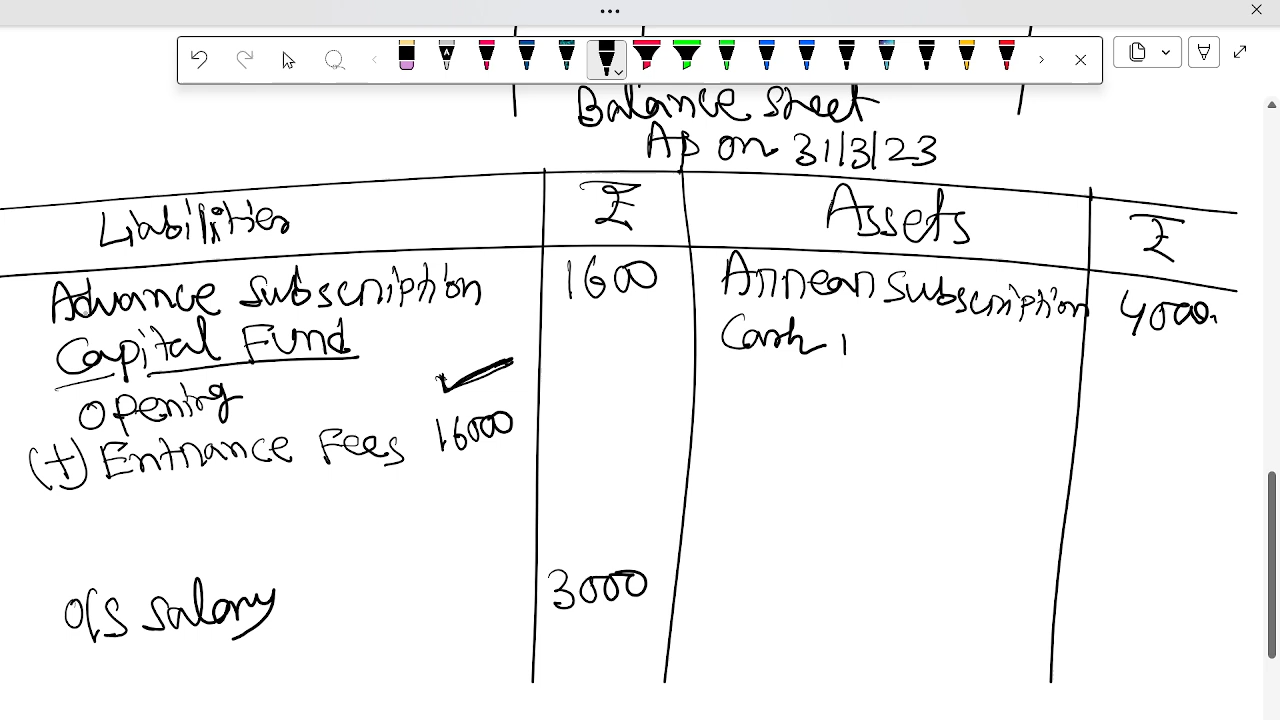 Balance Sheet
As on 31/3/23
Liabilities ₹ Assets ₹
Advance Subscription 1600 Arrear Subscription 4000
Capital Fund Cash
Opening
(+) Entrance Fees 16000
O/S Salary 3000